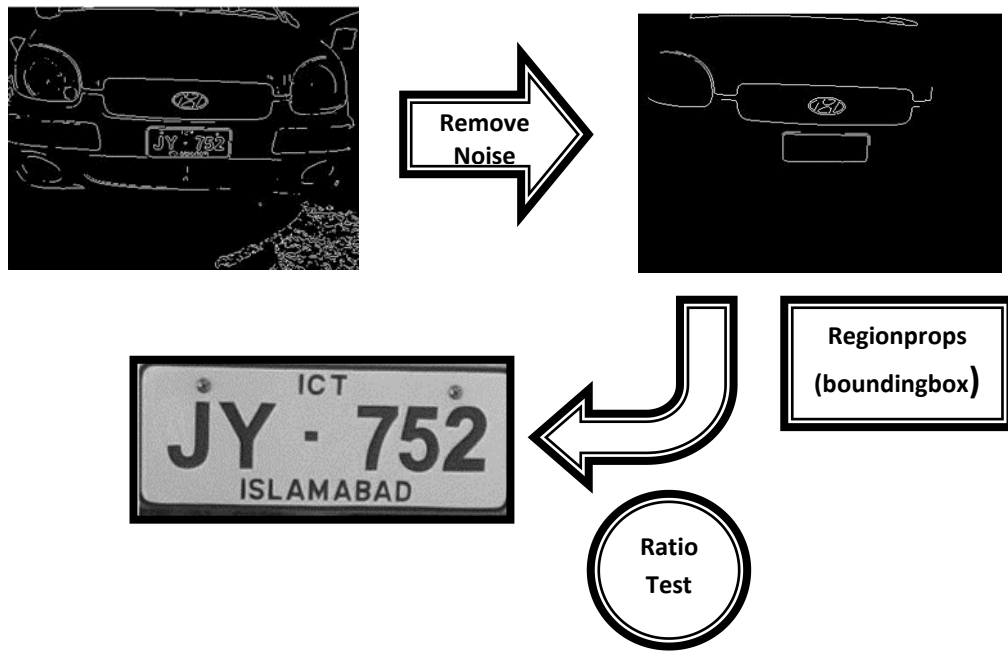 JY - 752
Remove
Noise
Regionprops
(boundingbox)
ICT
JY - 752
ISLAMABAD
Ratio
Test